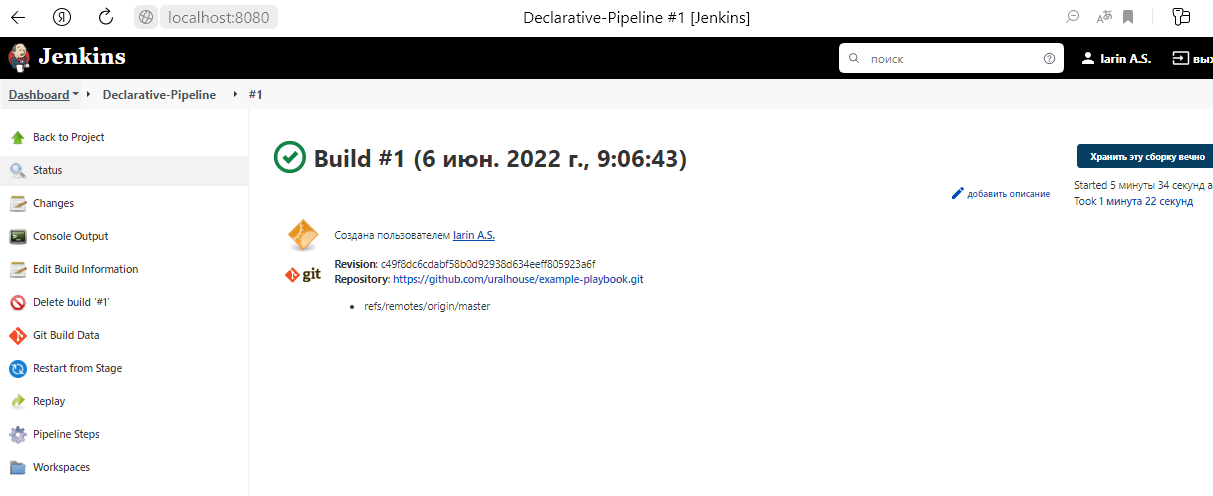 localhost:8080
Declarative-Pipeline #1 [Jenkins]
Jenkins
поиск
Iarin A.S.
вых
Dashboard
Declarative-Pipeline
#1
Back to Project
Status
Changes
Console Output
Edit Build Information
Delete build ‘#1’
Git Build Data
Restart from Stage
Replay
Pipeline Steps
Workspaces
Build #1 (6 июн. 2022 г., 9:06:43)
Хранить эту сборку вечно
Started 5 минуты 34 секунд a
Took 1 минута 22 секунд
добавить описание
Создана пользователем Iarin A.S.
git
Revision: c49f8dc6cdabf58b0d92938d634eeff805923a6f
Repository: https://github.com/uralhouse/example-playbook.git
refs/remotes/origin/master